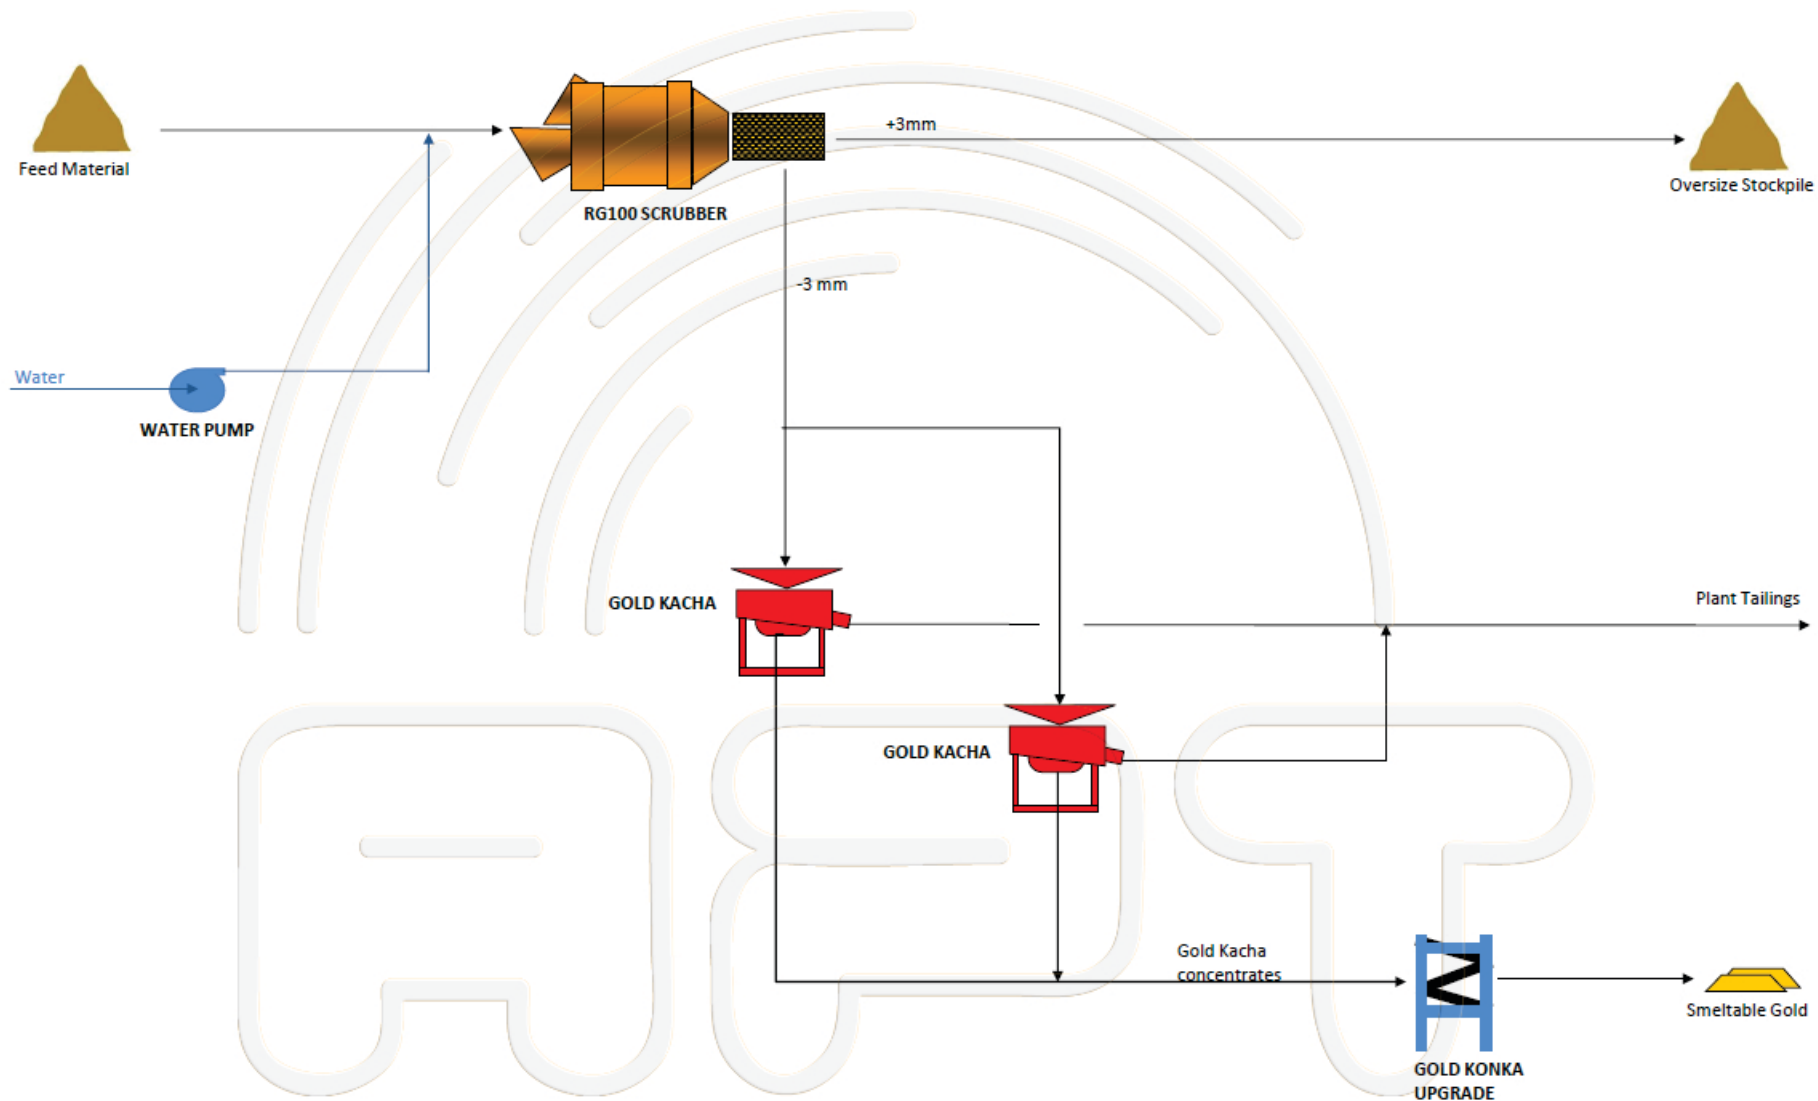 +3mm
Feed Material
Oversize Stockpile
RG100 SCRUBBER
-3 mm
Water
WATER PUMP
GOLD KACHA
Plant Tailings
GOLD KACHA
Gold Kacha
concentrates
Smeltable Gold
GOLD KONKA
UPGRADE
APT